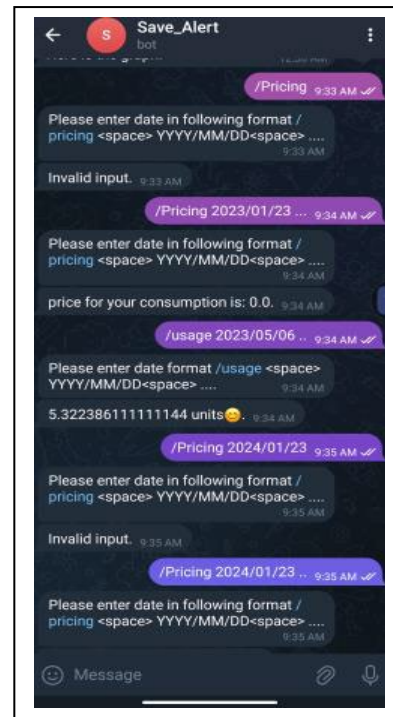 Save_Alert
bot
/Pricing 9:33 AM
Please enter date in following format /
pricing <space> YYYY/MM/DD<space> ....
9:33 AM
Invalid input. 9:33 AM
/Pricing 2023/01/23 ... 9:34 AM
Please enter date in following format /
pricing <space> YYYY/MM/DD<space> ....
9:34 AM
price for your consumption is: 0.0. 9:34 AM
/usage 2023/05/06 .. 9:34 AM
Please enter date format /usage <space>
YYYY/MM/DD<space> .... 9:34 AM
5.322386111111144 units😊. 9:34 AM
/Pricing 2024/01/23 9:35 AM
Please enter date in following format /
pricing <space> YYYY/MM/DD<space> ....
9:35 AM
Invalid input. 9:35 AM
/Pricing 2024/01/23 .. 9:35 AM
Please enter date in following format /
pricing <space> YYYY/MM/DD<space> ....
9:35 AM
Message